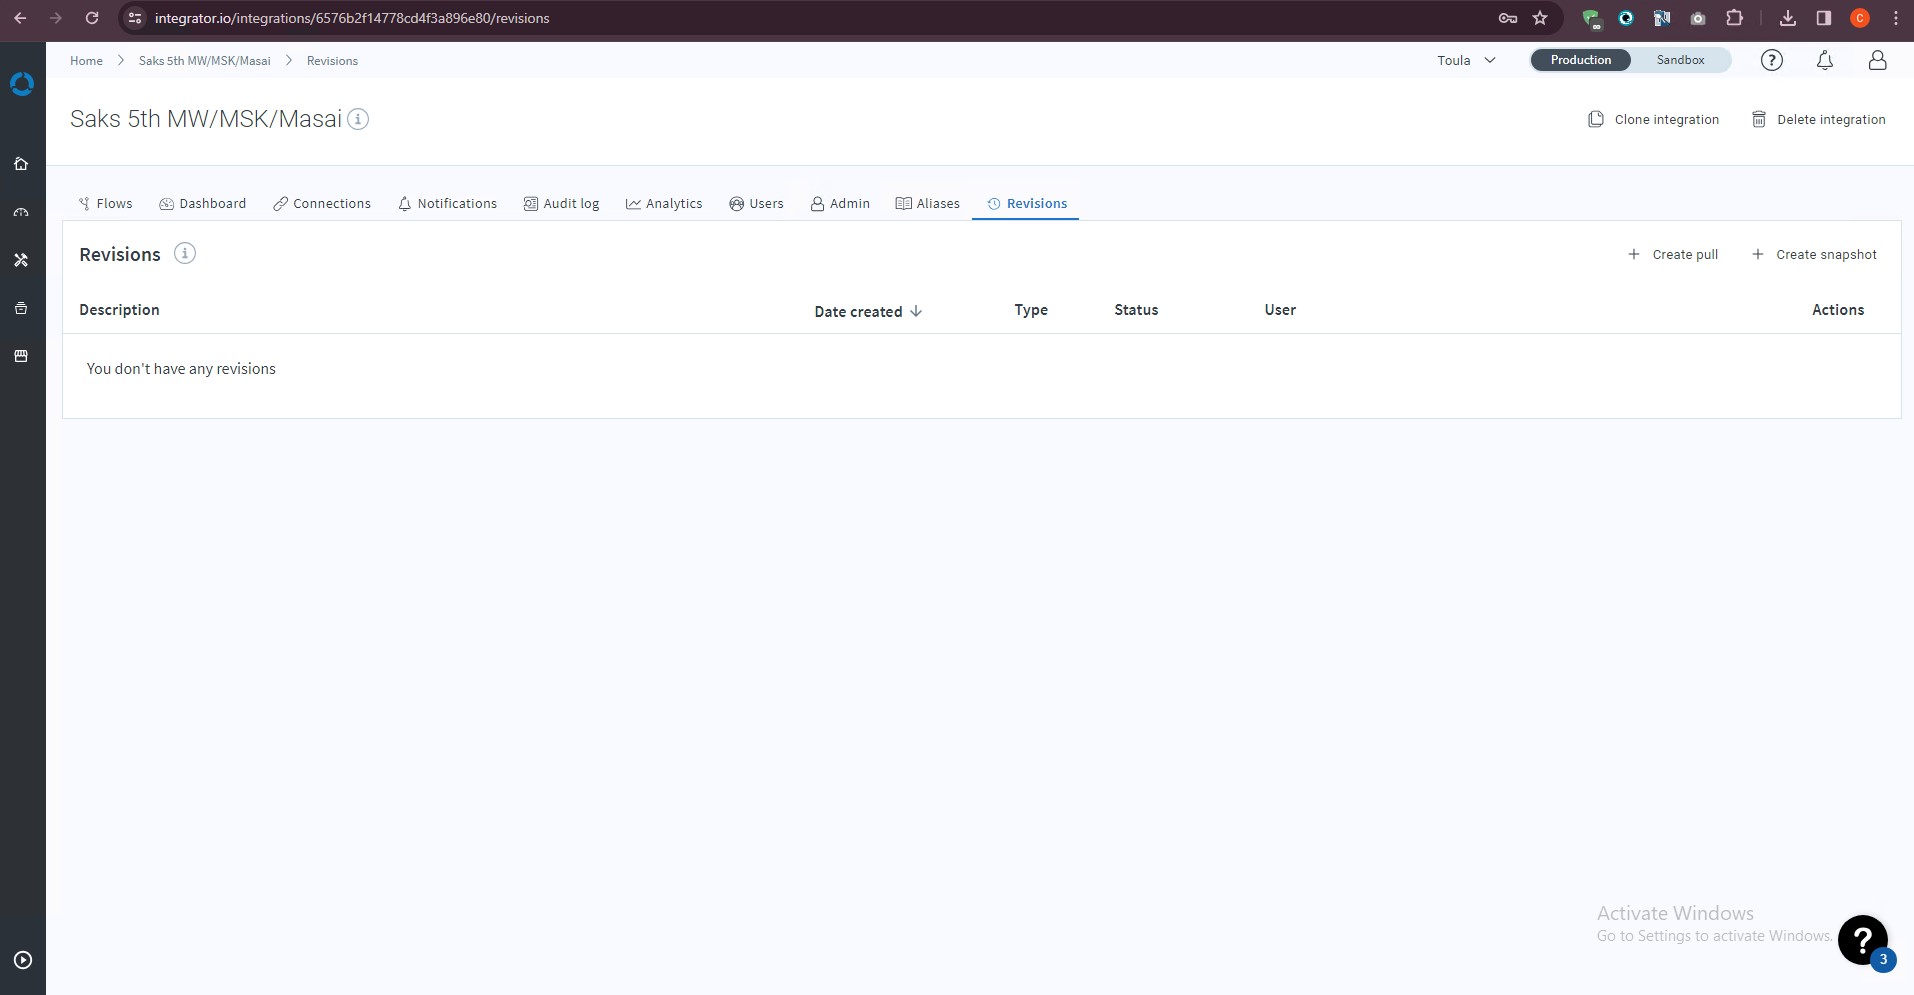 integrator.io/integrations/6576b2f14778cd4f3a896e80/revisions
C
Home
Saks 5th MW/MSK/Masai
Revisions
Toula
Production
Sandbox
?
Saks 5th MW/MSK/Masai
i
Clone integration
Delete integration
Flows
Dashboard
Connections
Notifications
Audit log
Analytics
Users
Admin
Aliases
Revisions
Revisions
i
+ Create pull
+ Create snapshot
Description
Date created
Type
Status
User
Actions
You don't have any revisions
Activate Windows
Go to Settings to activate Windows.
?
3